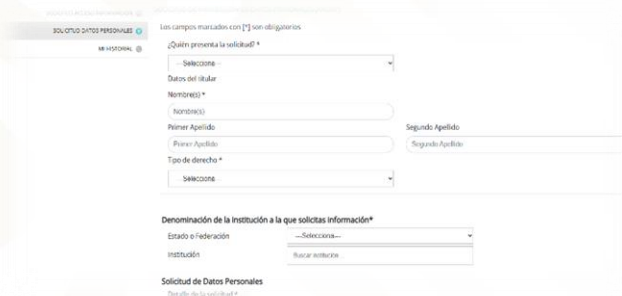 SOLICITUD DATOS PERSONALES
MI HISTORIAL
Los campos marcados con [*] son obligatorios
¿Quién presenta la solicitud? *
---Selecciona---
Datos del titular
Nombre(s) *
Nombre(s)
Primer Apellido Segundo Apellido
Primer Apellido Segundo Apellido
Tipo de derecho *
---Selecciona---
Denominación de la Institución a la que solicitas información*
Estado o Federación ---Selecciona---
Institución Buscar institución
Solicitud de Datos Personales
Detalle de la solicitud *